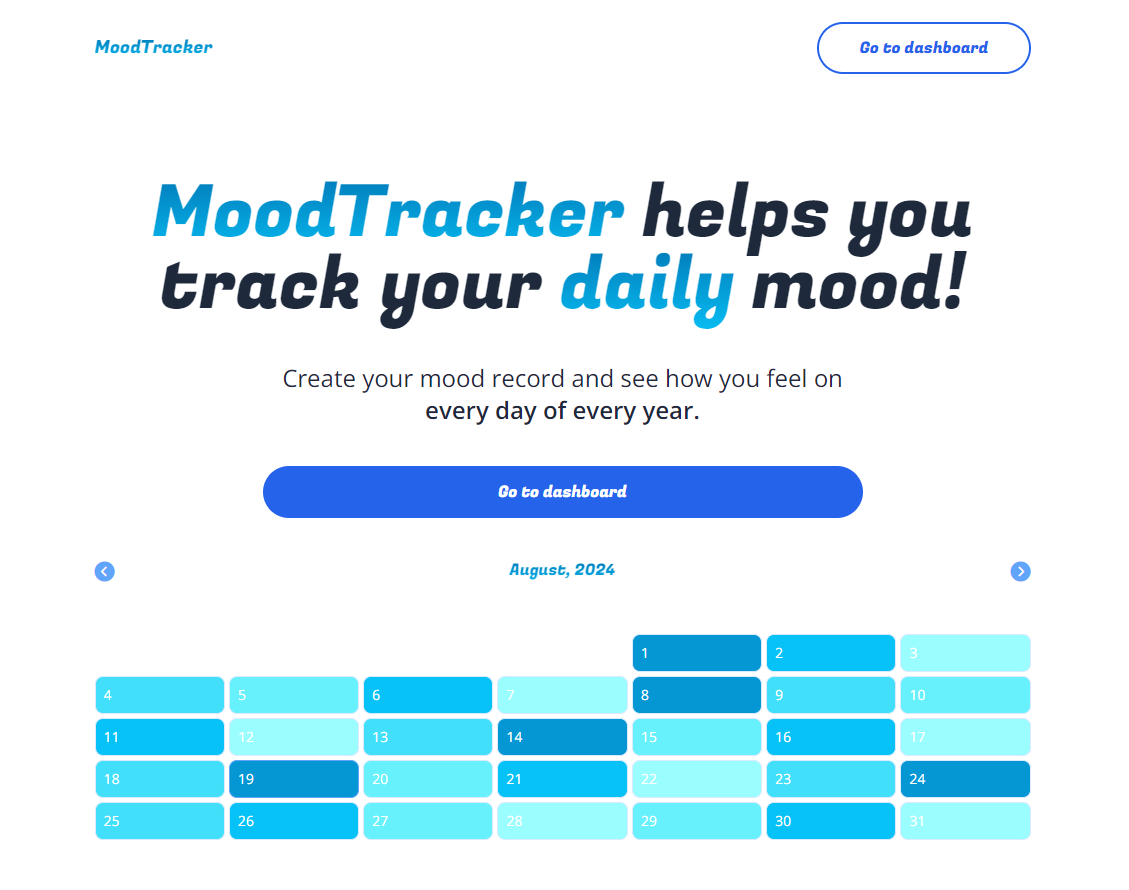 MoodTracker
Go to dashboard
MoodTracker helps you
track your daily mood!
Create your mood record and see how you feel on
every day of every year.
Go to dashboard
August, 2024
1 2 3
4 5 6 7 8 9 10
11 12 13 14 15 16 17
18 19 20 21 22 23 24
25 26 27 28 29 30 31